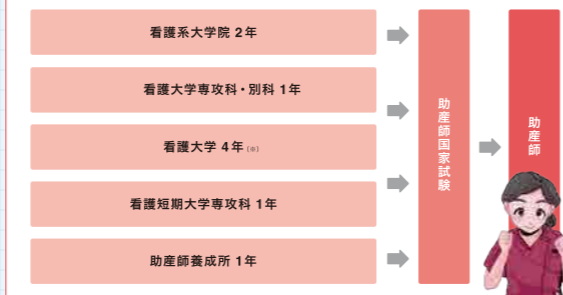 看護系大学院 2年
看護大学専攻科・別科 1年
看護大学 4年(※)
看護短期大学専攻科 1年
助産師養成所 1年
助産師国家試験
助産師